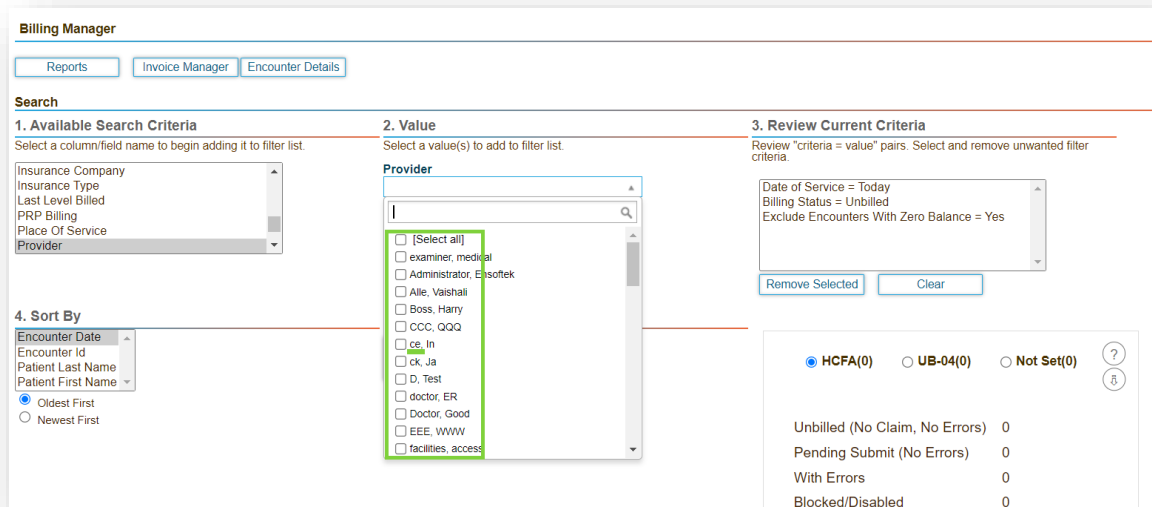 Billing Manager
Reports
Invoice Manager
Encounter Details
Search
1. Available Search Criteria
Select a column/field name to begin adding it to filter list.
Insurance Company
Insurance Type
Last Level Billed
PRP Billing
Place Of Service
Provider
2. Value
Select a value(s) to add to filter list.
Provider
[Select all]
examiner, medical
Administrator, Ensoftek
Alle, Vaishali
Boss, Harry
CCC, QQQ
ce, In
ck, Ja
D, Test
doctor, ER
Doctor, Good
EEE, WWW
facilities, access
3. Review Current Criteria
Review "criteria = value" pairs. Select and remove unwanted filter
criteria.
Date of Service = Today
Billing Status = Unbilled
Exclude Encounters With Zero Balance = Yes
Remove Selected
Clear
4. Sort By
Encounter Date
Encounter Id
Patient Last Name
Patient First Name
Oldest First
Newest First
HCFA(0)
UB-04(0)
Not Set(0)
?
Unbilled (No Claim, No Errors) 0
Pending Submit (No Errors) 0
With Errors 0
Blocked/Disabled 0